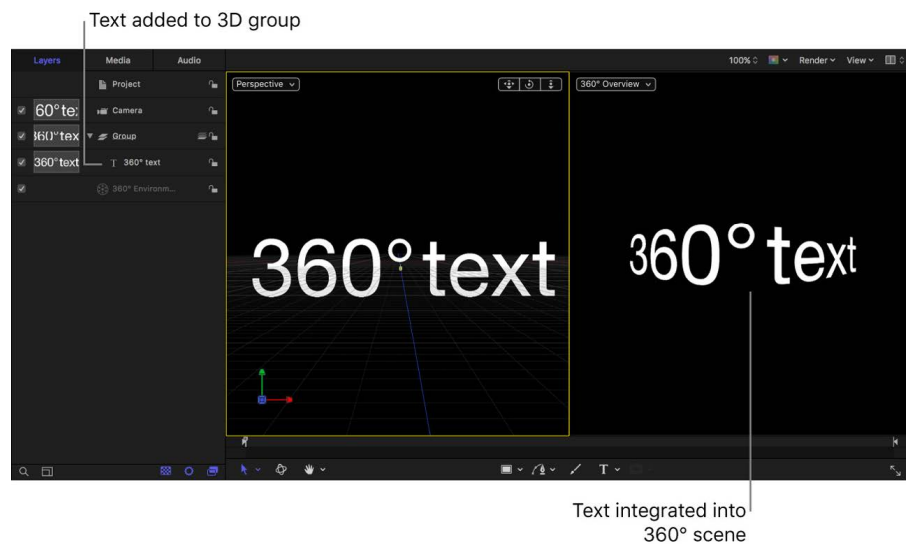 Text added to 3D group
Layers Media Audio
100% Render View
Project
Camera
Group
360° text
360° Environm...
60°te:
360°tex
360°text
Perspective
360° Overview
360°text
360°text
T
Text integrated into
360° scene